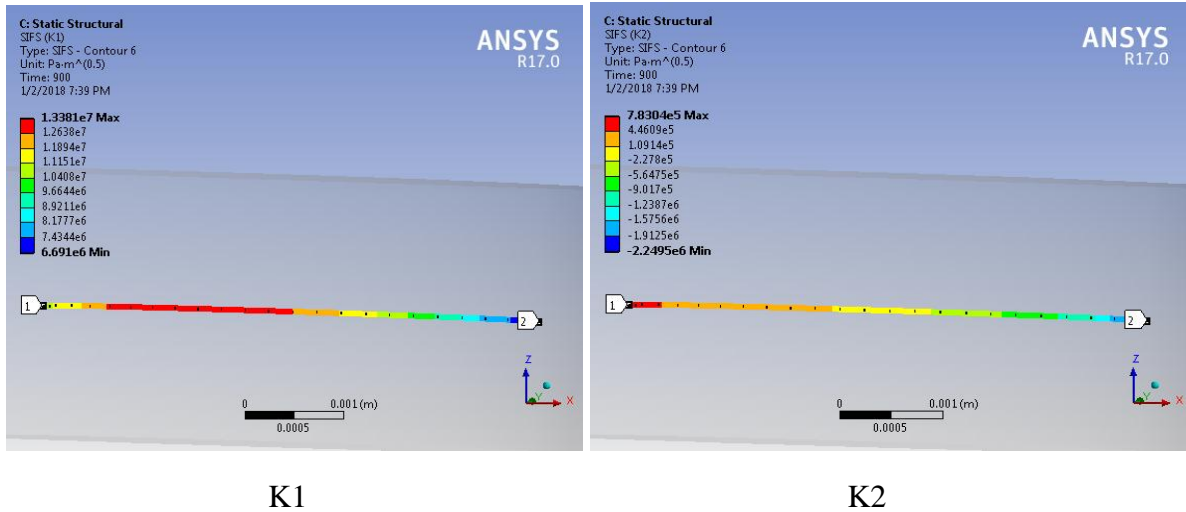 C: Static Structural
SIFS (K1)
Type: SIFS - Contour 6
Unit: Pa·m^(0.5)
Time: 900
1/2/2018 7:39 PM
ANSYS
R17.0
1.3381e7 Max
1.2638e7
1.1894e7
1.1151e7
1.0408e7
9.6644e6
8.9211e6
8.1777e6
7.4344e6
6.691e6 Min
1
2
0
0.001 (m)
0.0005
Z
Y
X
C: Static Structural
SIFS (K2)
Type: SIFS - Contour 6
Unit: Pa·m^(0.5)
Time: 900
1/2/2018 7:39 PM
ANSYS
R17.0
7.8304e5 Max
4.4609e5
1.0914e5
-2.278e5
-5.6475e5
-9.017e5
-1.2387e6
-1.5756e6
-1.9125e6
-2.2495e6 Min
1
2
0
0.001 (m)
0.0005
Z
Y
X
K1
K2